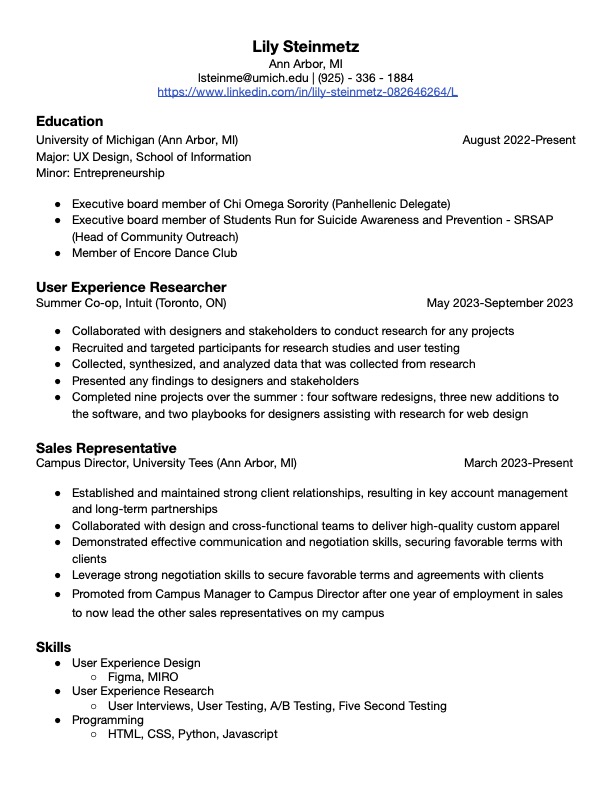 Lily Steinmetz
Ann Arbor, MI
lsteinme@umich.edu | (925) - 336 - 1884
https://www.linkedin.com/in/lily-steinmetz-082646264/L
Education
University of Michigan (Ann Arbor, MI) August 2022-Present
Major: UX Design, School of Information
Minor: Entrepreneurship
● Executive board member of Chi Omega Sorority (Panhellenic Delegate)
● Executive board member of Students Run for Suicide Awareness and Prevention - SRSAP
(Head of Community Outreach)
● Member of Encore Dance Club
User Experience Researcher
Summer Co-op, Intuit (Toronto, ON) May 2023-September 2023
● Collaborated with designers and stakeholders to conduct research for any projects
● Recruited and targeted participants for research studies and user testing
● Collected, synthesized, and analyzed data that was collected from research
● Presented any findings to designers and stakeholders
● Completed nine projects over the summer : four software redesigns, three new additions to
the software, and two playbooks for designers assisting with research for web design
Sales Representative
Campus Director, University Tees (Ann Arbor, MI) March 2023-Present
● Established and maintained strong client relationships, resulting in key account management
and long-term partnerships
● Collaborated with design and cross-functional teams to deliver high-quality custom apparel
● Demonstrated effective communication and negotiation skills, securing favorable terms with
clients
● Leverage strong negotiation skills to secure favorable terms and agreements with clients
● Promoted from Campus Manager to Campus Director after one year of employment in sales
to now lead the other sales representatives on my campus
Skills
● User Experience Design
○ Figma, MIRO
● User Experience Research
○ User Interviews, User Testing, A/B Testing, Five Second Testing
● Programming
○ HTML, CSS, Python, Javascript